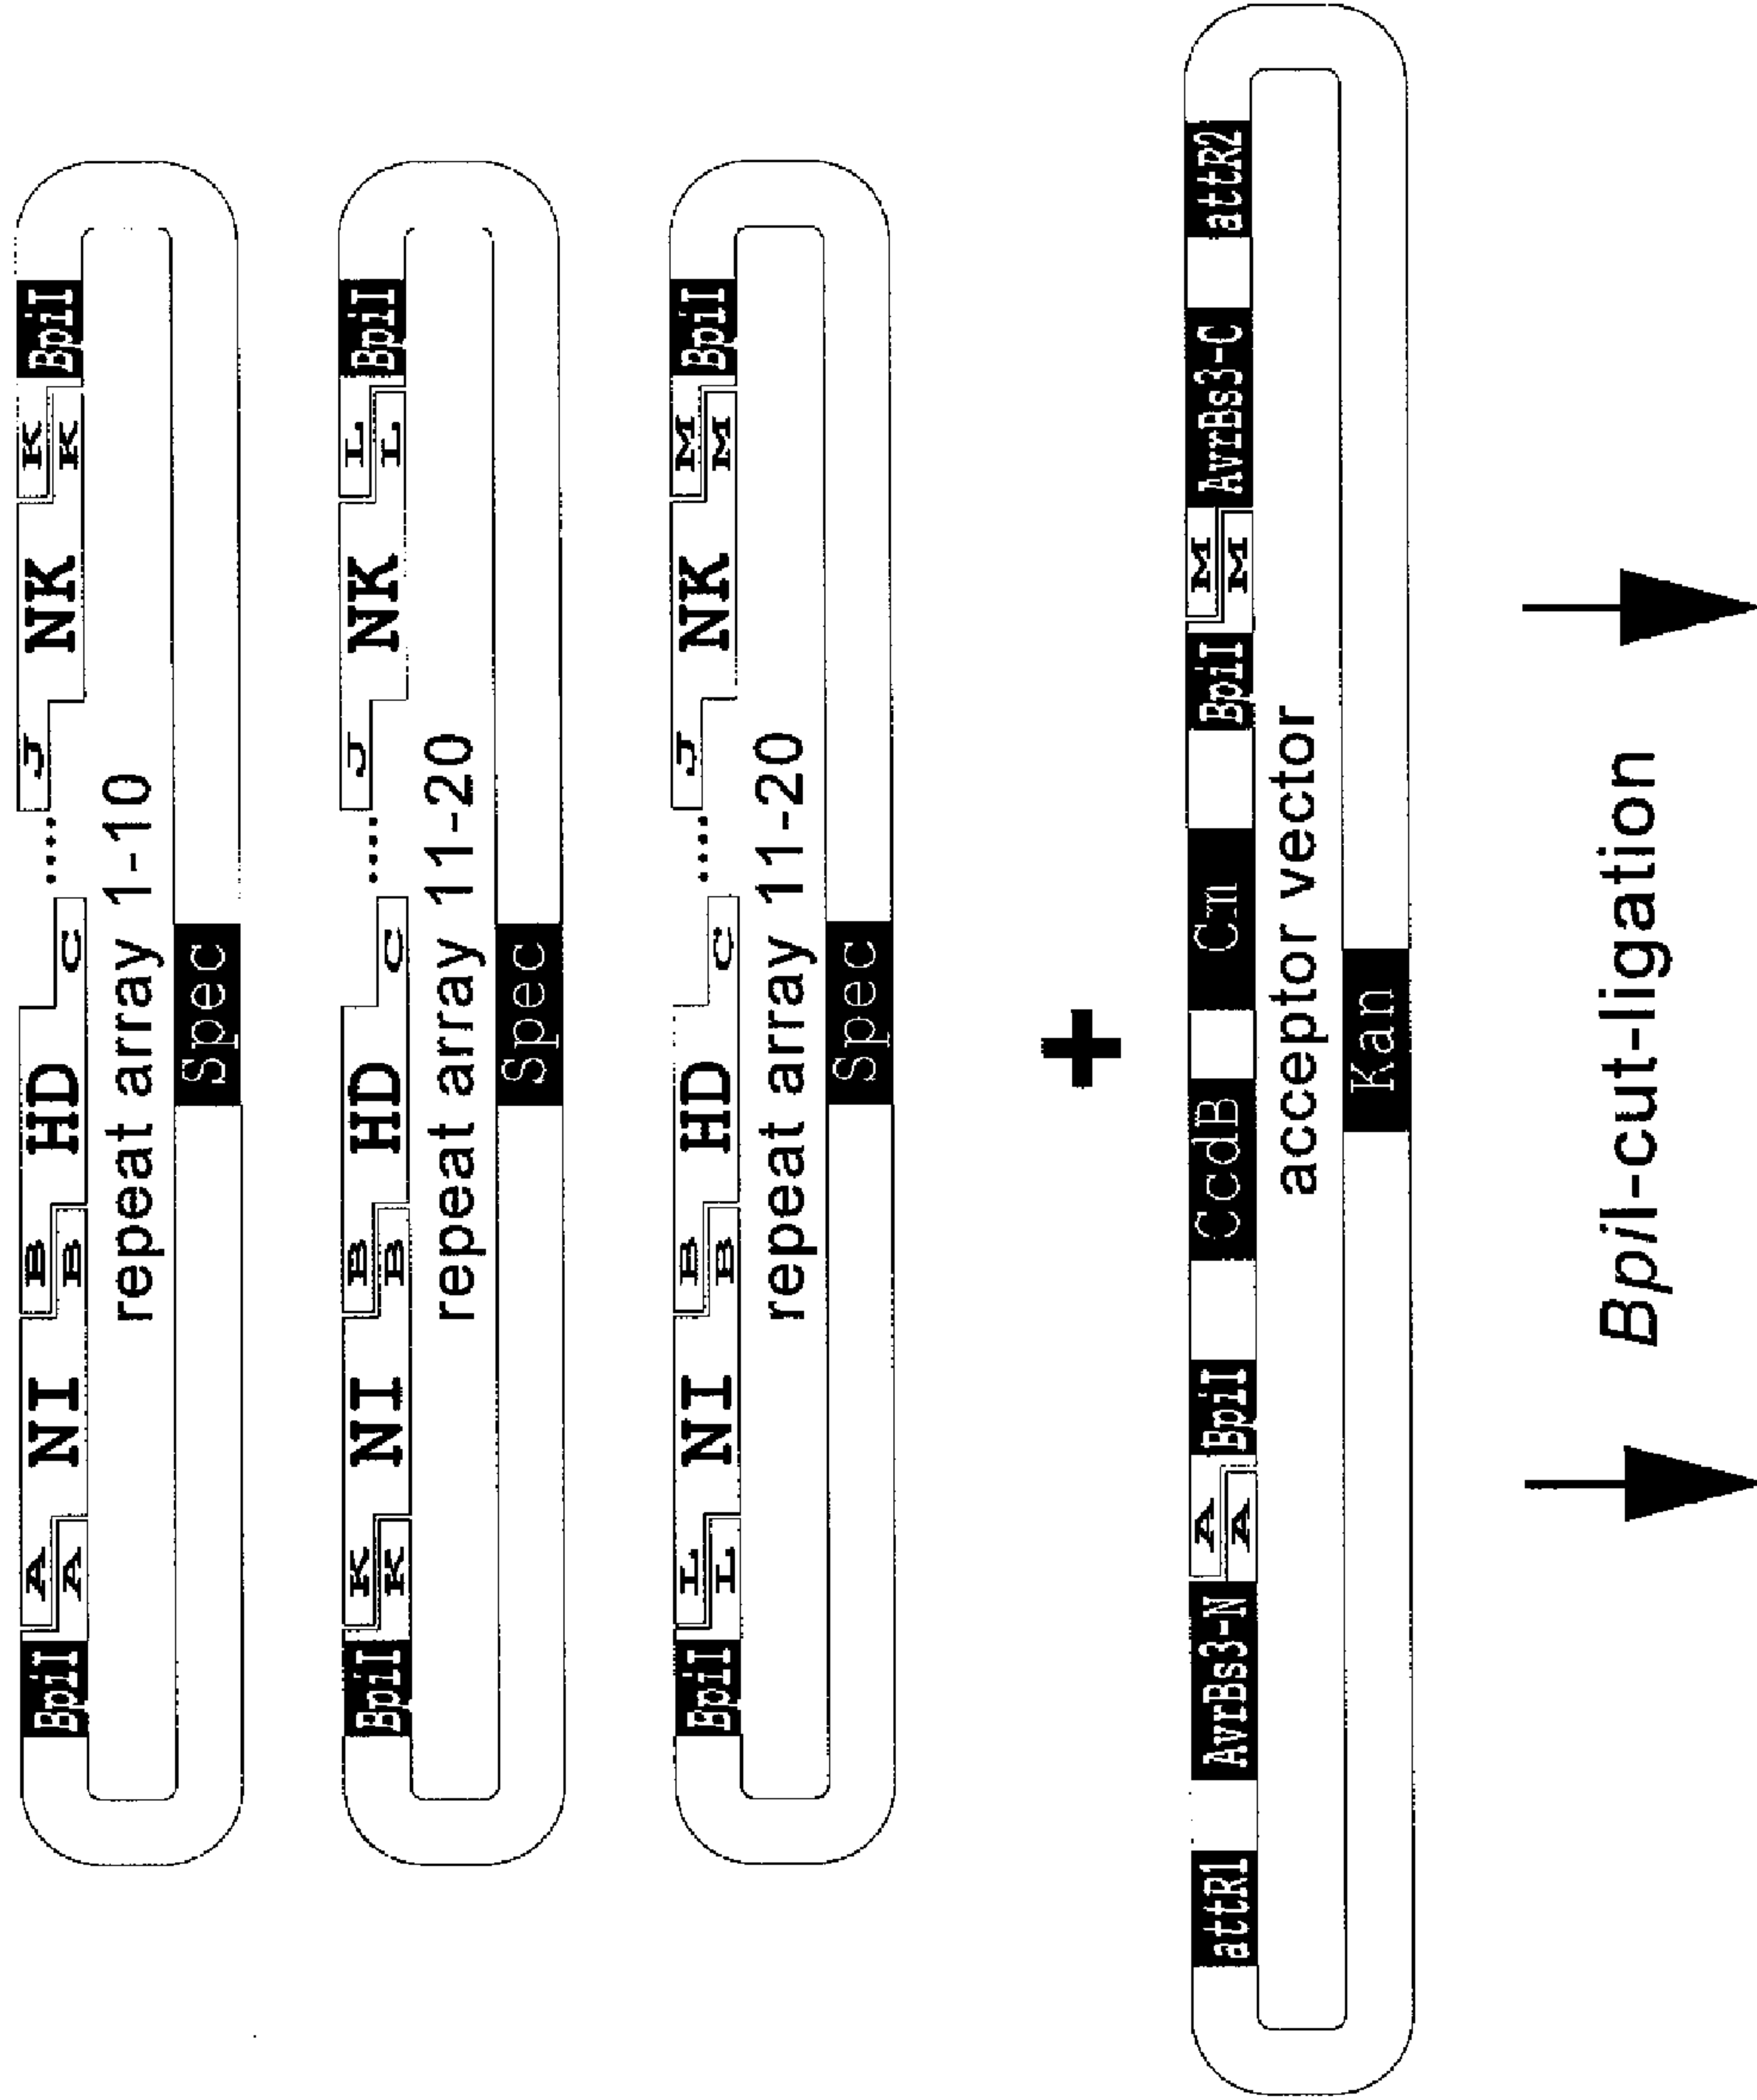 BpiI A A NI B B HD C ..... J NK K K BpiI
repeat array 1-10
Spec
BpiI K K NI B B HD C ..... J NK L L BpiI
repeat array 11-20
Spec
BpiI L L NI B B HD C ..... J NK M M BpiI
repeat array 11-20
Spec
+
attR1 AvrBs3-N A A BpiI CcdB Cm BpiI M M AvrBs3-C attR2
acceptor vector
Kan
BpiI-cut-ligation